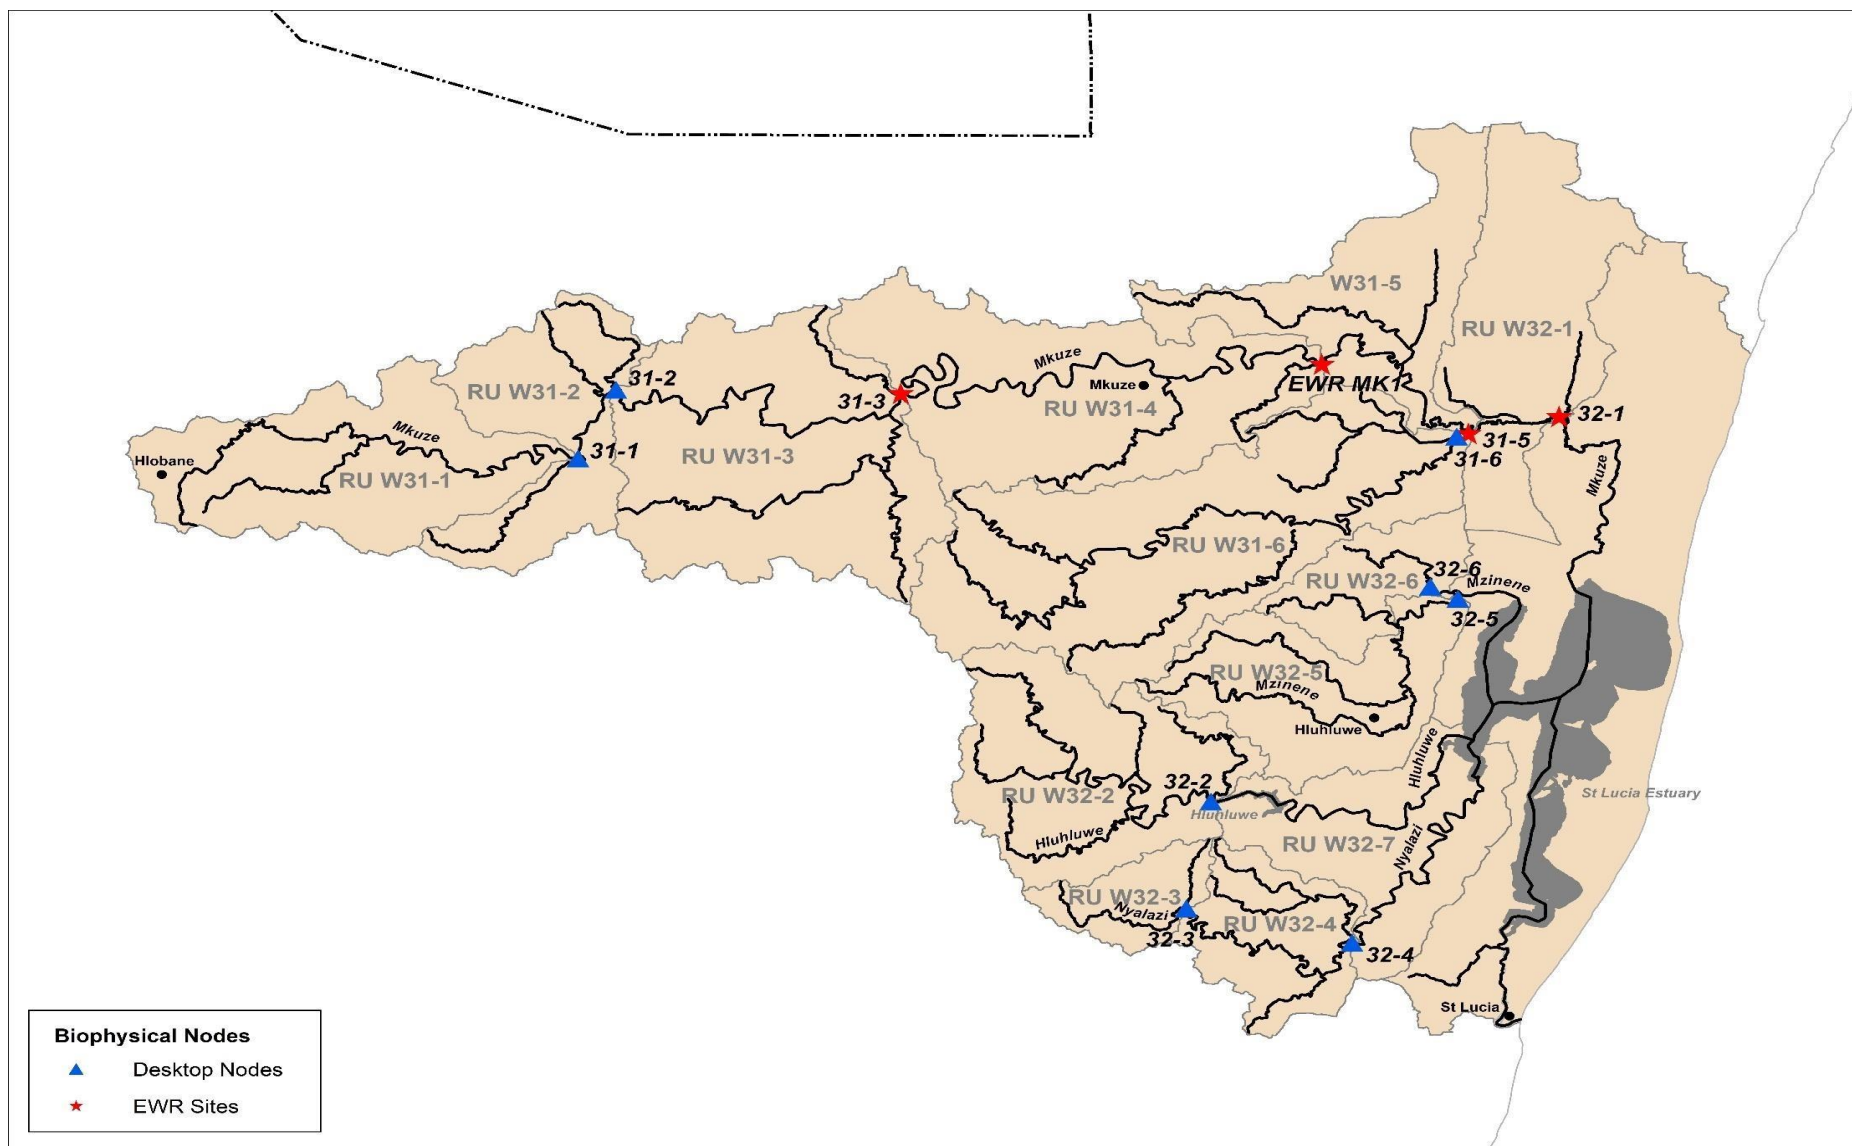 W31-5
RU W32-1
Mkuze
31-2
Mkuze
EWR MK1
RU W31-2
31-3
RU W31-4
32-1
Mkuze
31-1
31-5
Hlobane
RU W31-3
31-6
RU W31-1
Mkuze
RU W31-6
32-6
RU W32-6
Mzinene
32-5
RU W32-5
Mzinene
Hluhluwe
Hluhluwe
32-2
RU W32-2
St Lucia Estuary
Hluhluwe
Hluhluwe
RU W32-7
Nyalazi
RU W32-3
Nyalazi
RU W32-4
32-3
32-4
St Lucia
Biophysical Nodes
Desktop Nodes
EWR Sites